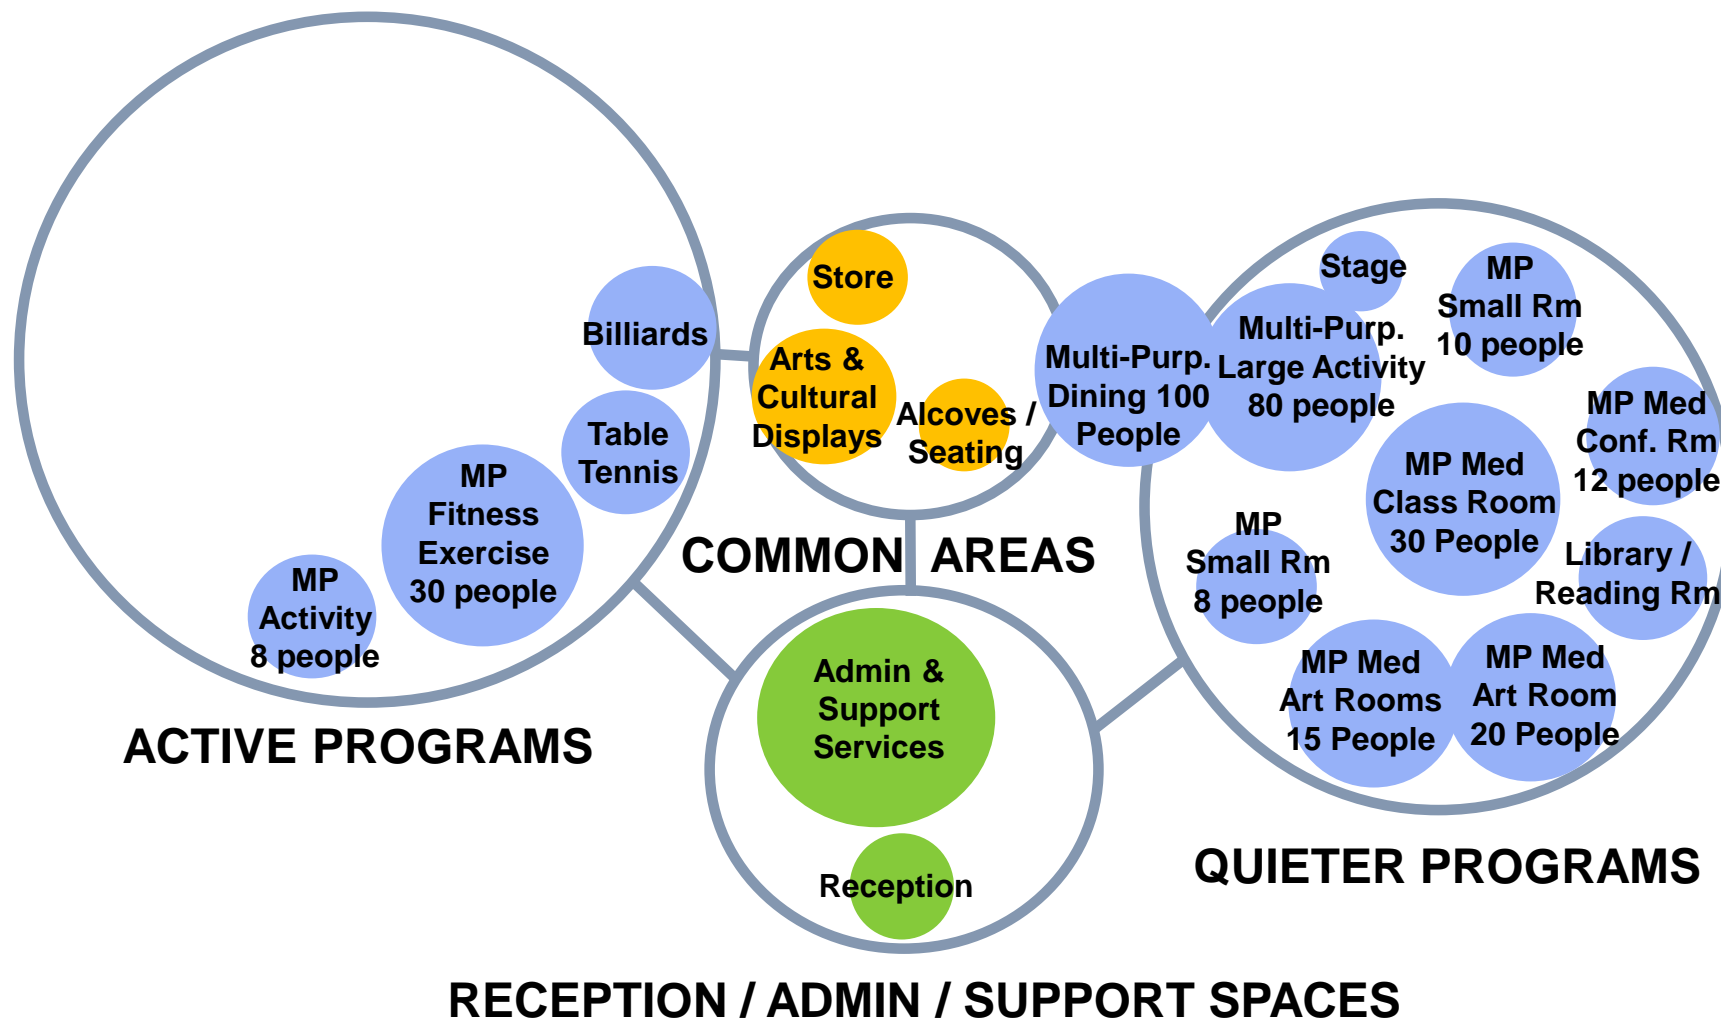 Billiards
Table
Tennis
MP
Fitness
Exercise
30 people
MP
Activity
8 people
ACTIVE PROGRAMS
Store
Arts &
Cultural
Displays
Alcoves /
Seating
COMMON AREAS
Multi-Purp.
Dining 100
People
Admin &
Support
Services
Reception
RECEPTION / ADMIN / SUPPORT SPACES
Stage
Multi-Purp.
Large Activity
80 people
MP
Small Rm
10 people
MP Med
Conf. Rm
12 people
MP Med
Class Room
30 People
MP
Small Rm
8 people
Library /
Reading Rm
MP Med
Art Rooms
15 People
MP Med
Art Room
20 People
QUIETER PROGRAMS